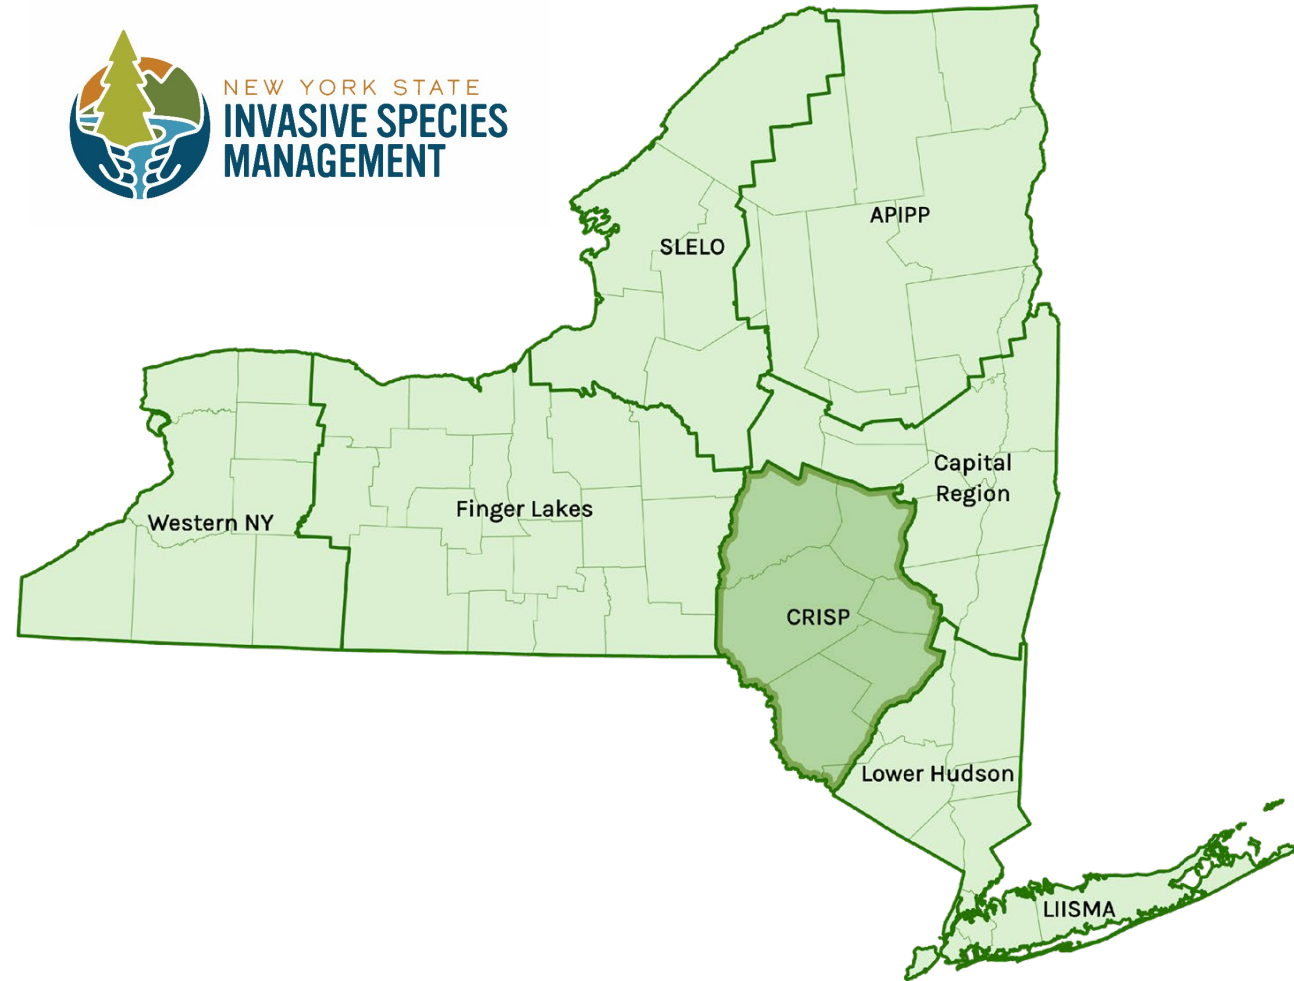 NEW YORK STATE
INVASIVE SPECIES
MANAGEMENT
APIPP
SLELO
Capital
Region
Finger Lakes
Western NY
CRISP
Lower Hudson
LIISMA